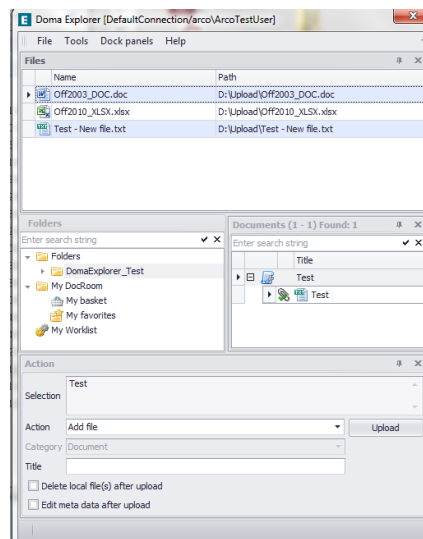 Doma Explorer [DefaultConnection/arco\ArcoTestUser]
File Tools Dock panels Help
Files
Name Path
Off2003_DOC.doc D:\Upload\Off2003_DOC.doc
Off2010_XLSX.xlsx D:\Upload\Off2010_XLSX.xlsx
Test - New file.txt D:\Upload\Test - New file.txt
Folders
Enter search string
Folders
DomaExplorer_Test
My DocRoom
My basket
My favorites
My Worklist
Documents (1 - 1) Found: 1
Enter search string
Title
Test
Test
Action
Selection Test
Action Add file Upload
Category Document
Title
Delete local file(s) after upload
Edit meta data after upload